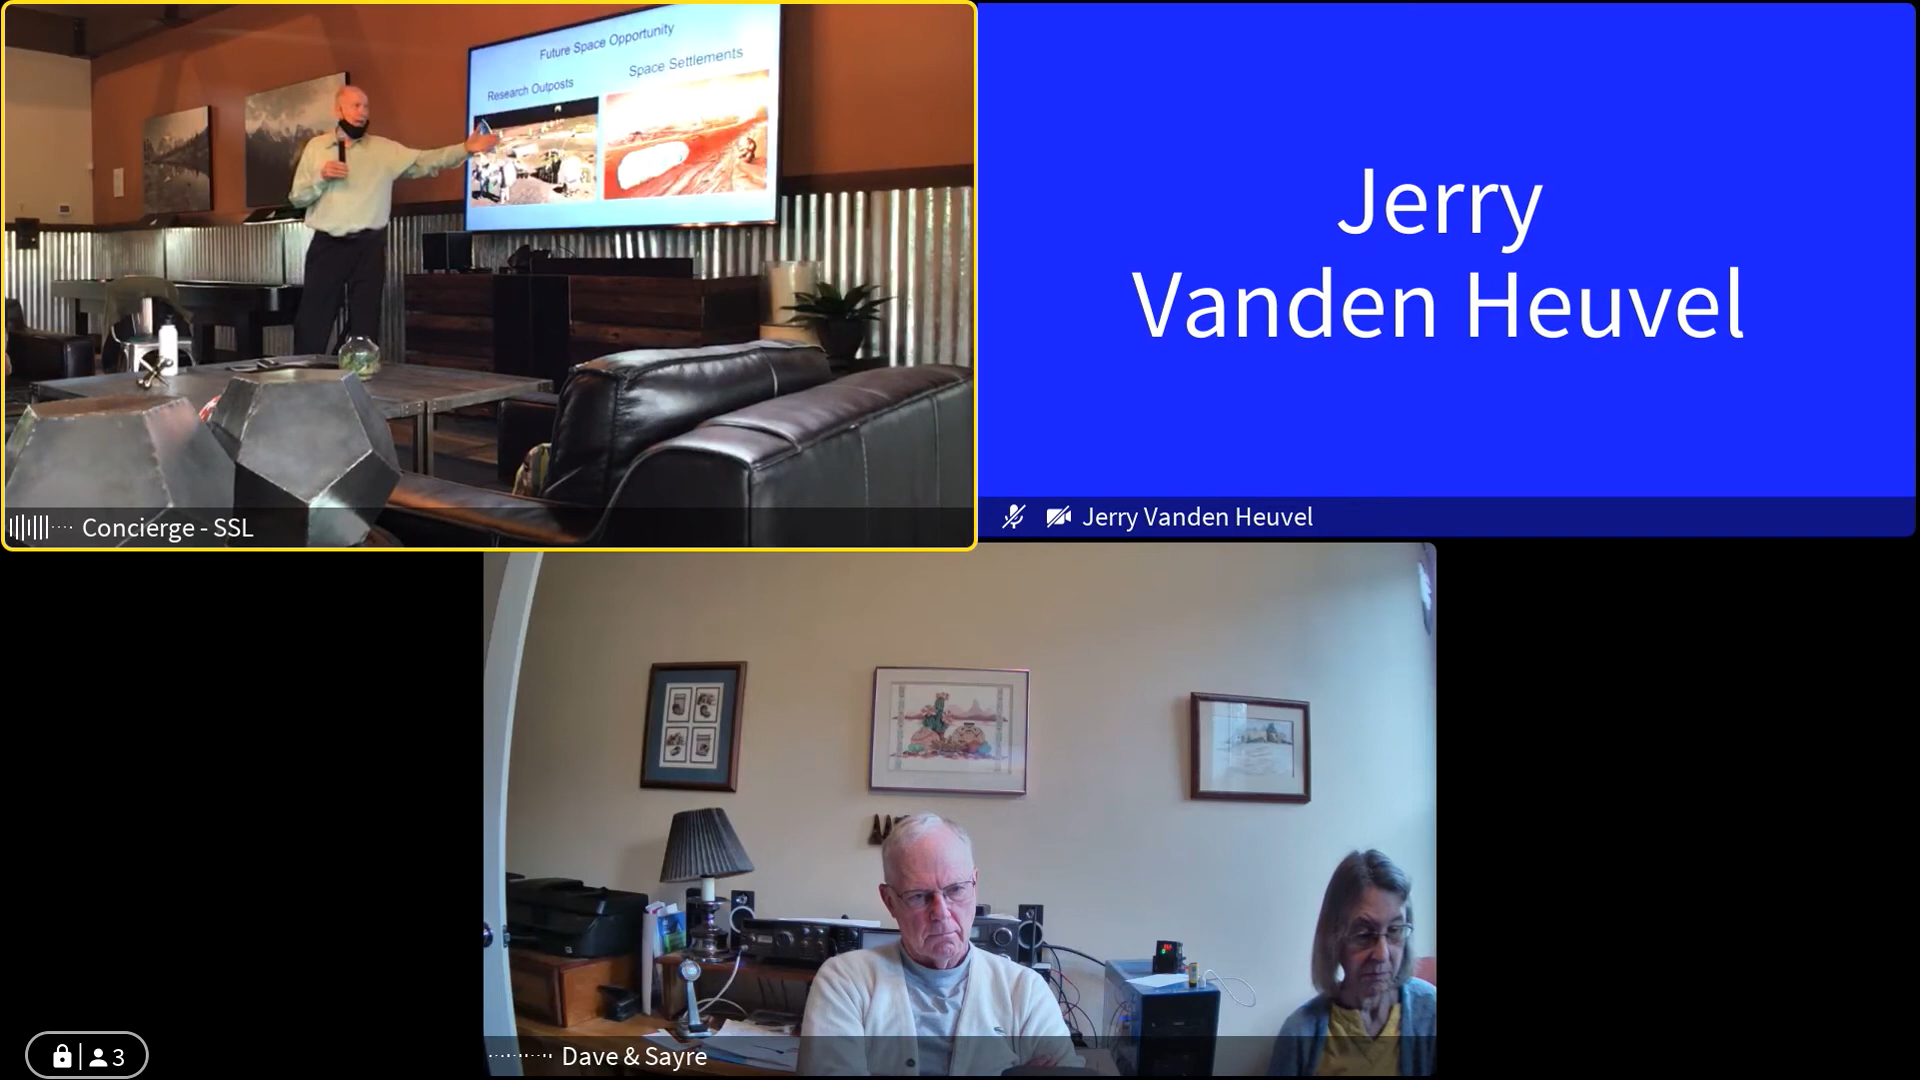 Future Space Opportunity
Research Outposts
Space Settlements
Concierge - SSL
Jerry
Vanden Heuvel
Jerry Vanden Heuvel
Dave & Sayre
3